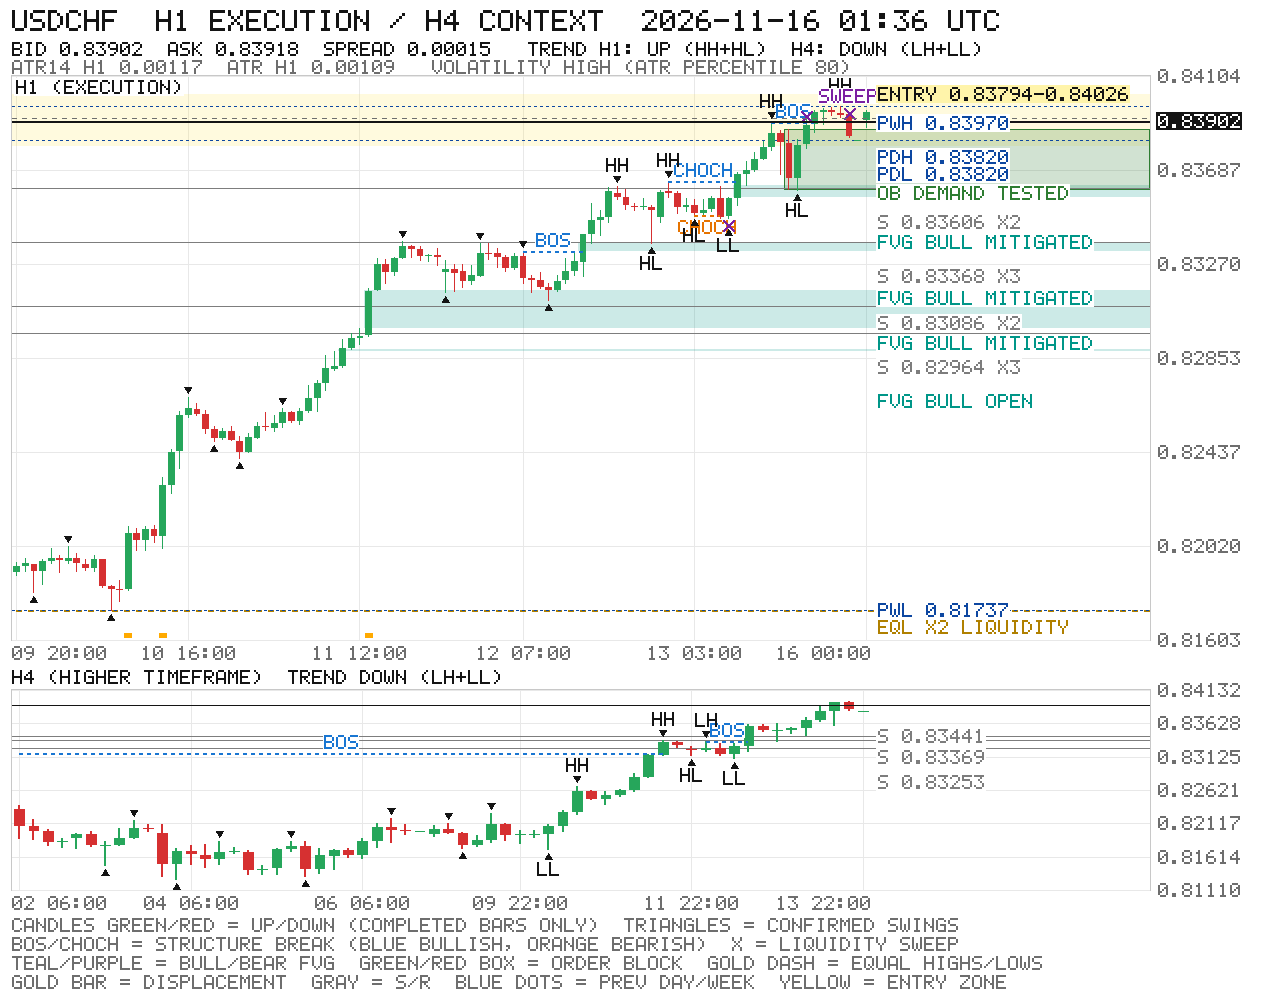 USDCHF  H1 EXECUTION / H4 CONTEXT  2026-11-16 01:36 UTC
BID 0.83902  ASK 0.83918  SPREAD 0.00015  TREND H1: UP (HH+HL)  H4: DOWN (LH+LL)
ATR14 H1 0.00117  ATR H1 0.00109  VOLATILITY HIGH (ATR PERCENTILE 80)
H1 (EXECUTION)
0.84104
HH
SWEEP
ENTRY 0.83794-0.84026
HH
BOS
PWH 0.83970
0.83902
PDH 0.83820
HH
HH
CHOCH
PDL 0.83820
0.83687
OB DEMAND TESTED
HL
S 0.83606 X2
CHOCH
HL
LL
BOS
FVG BULL MITIGATED
HL
0.83270
S 0.83368 X3
FVG BULL MITIGATED
S 0.83086 X2
FVG BULL MITIGATED
0.82853
S 0.82964 X3
FVG BULL OPEN
0.82437
0.82020
PWL 0.81737
EQL X2 LIQUIDITY
0.81603
09 20:00  10 16:00  11 12:00  12 07:00  13 03:00  16 00:00
H4 (HIGHER TIMEFRAME)  TREND DOWN (LH+LL)
0.84132
HH
LH
0.83628
BOS
BOS
S 0.83441
S 0.83369
0.83125
HH
HL
LL
S 0.83253
0.82621
0.82117
0.81614
LL
0.81110
02 06:00  04 06:00  06 06:00  09 22:00  11 22:00  13 22:00
CANDLES GREEN/RED = UP/DOWN (COMPLETED BARS ONLY)  TRIANGLES = CONFIRMED SWINGS
BOS/CHOCH = STRUCTURE BREAK (BLUE BULLISH, ORANGE BEARISH)  X = LIQUIDITY SWEEP
TEAL/PURPLE = BULL/BEAR FVG  GREEN/RED BOX = ORDER BLOCK  GOLD DASH = EQUAL HIGHS/LOWS
GOLD BAR = DISPLACEMENT  GRAY = S/R  BLUE DOTS = PREV DAY/WEEK  YELLOW = ENTRY ZONE